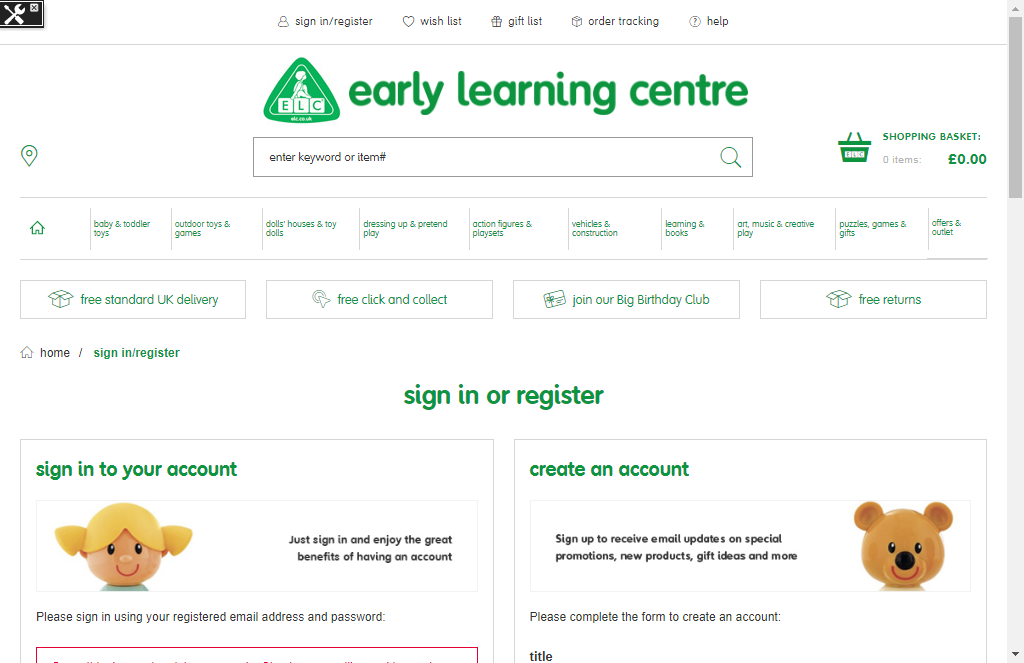 sign in/register
wish list
gift list
order tracking
help
ELC
elc.co.uk
early learning centre
enter keyword or item#
SHOPPING BASKET:
ELC
0 items:
£0.00
baby & toddler
toys
outdoor toys &
games
dolls' houses & toy
dolls
dressing up & pretend
play
action figures &
playsets
vehicles &
construction
learning &
books
art, music & creative
play
puzzles, games &
gifts
offers &
outlet
free standard UK delivery
free click and collect
join our Big Birthday Club
free returns
home / sign in/register
sign in or register
sign in to your account
Just sign in and enjoy the great
benefits of having an account
Please sign in using your registered email address and password:
create an account
Sign up to receive email updates on special
promotions, new products, gift ideas and more
Please complete the form to create an account:
title